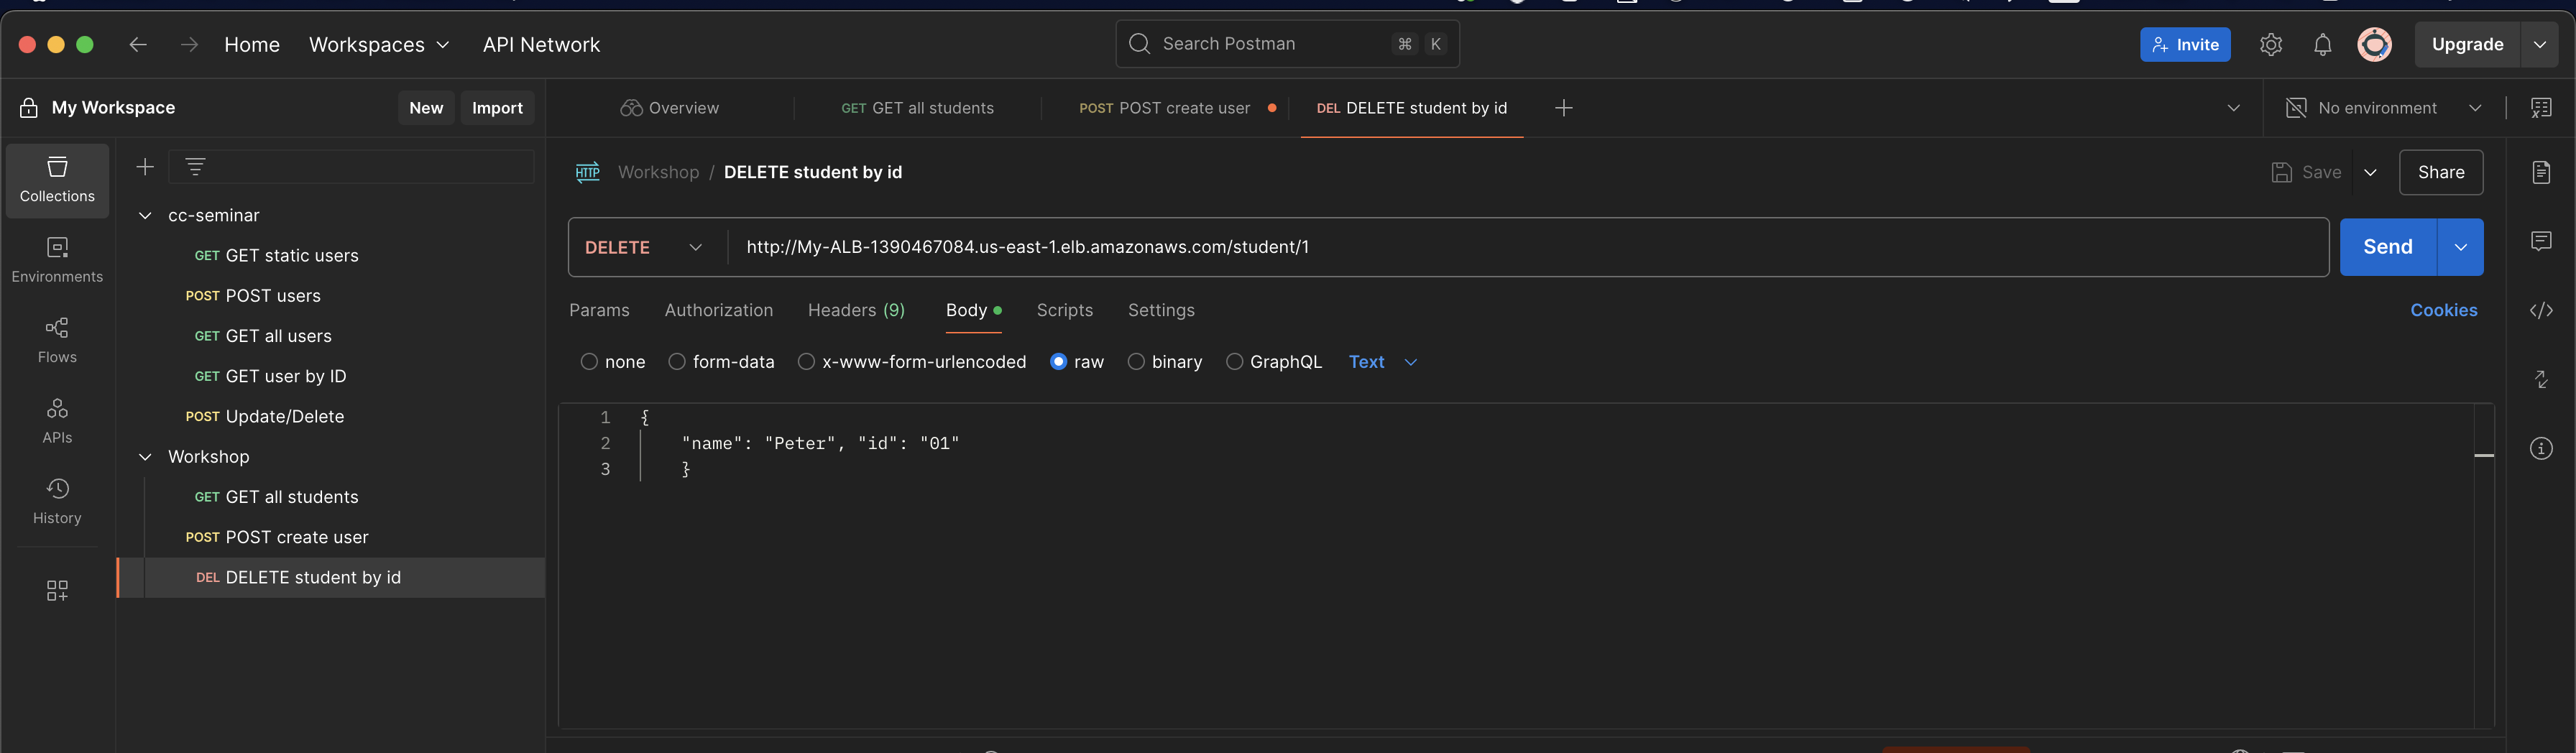 Home Workspaces API Network Search Postman ⌘ K Invite Upgrade
My Workspace New Import Overview GET GET all students POST POST create user DEL DELETE student by id No environment
Collections
Environments
Flows
APIs
History
cc-seminar
GET GET static users
POST POST users
GET GET all users
GET GET user by ID
POST Update/Delete
Workshop
GET GET all students
POST POST create user
DEL DELETE student by id
HTTP Workshop / DELETE student by id Save Share
DELETE http://My-ALB-1390467084.us-east-1.elb.amazonaws.com/student/1 Send
Params Authorization Headers (9) Body Scripts Settings Cookies
none form-data x-www-form-urlencoded raw binary GraphQL Text
1 {
2 "name": "Peter", "id": "01"
3 }